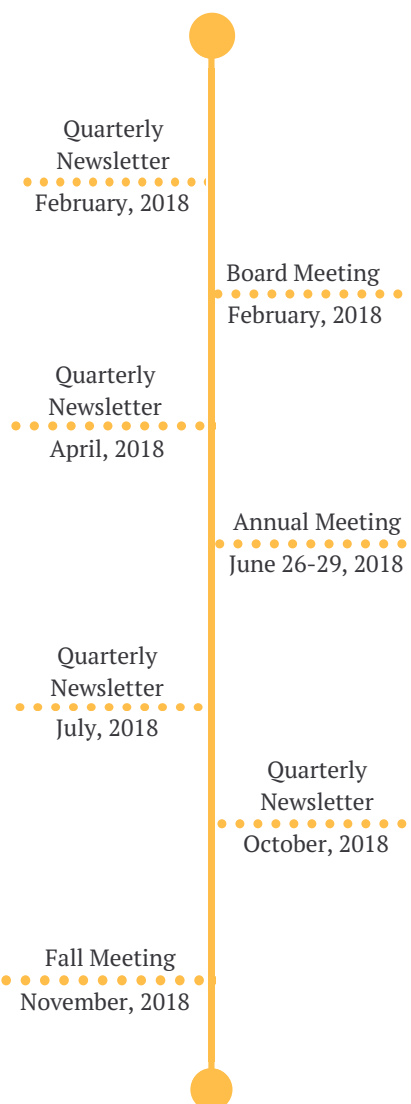 Quarterly
Newsletter
February, 2018
Board Meeting
February, 2018
Quarterly
Newsletter
April, 2018
Annual Meeting
June 26-29, 2018
Quarterly
Newsletter
July, 2018
Quarterly
Newsletter
October, 2018
Fall Meeting
November, 2018